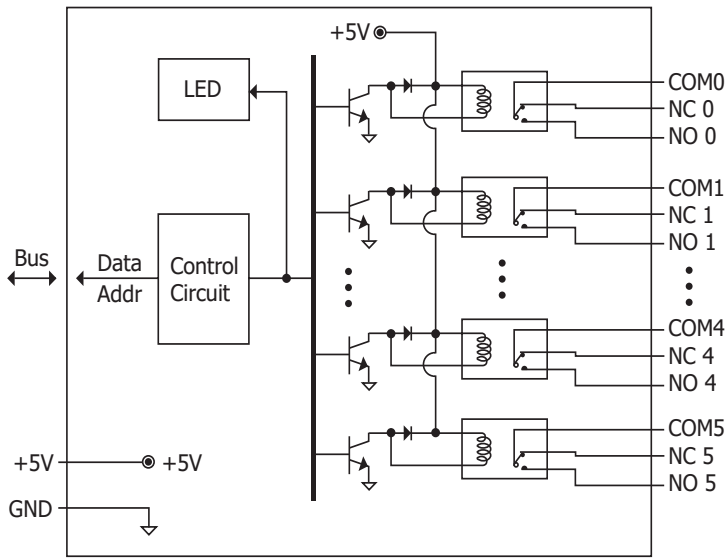 +5V
LED
COM0
NC 0
NO 0
COM1
NC 1
NO 1
Bus
Data
Addr
Control
Circuit
COM4
NC 4
NO 4
COM5
NC 5
NO 5
+5V
+5V
GND